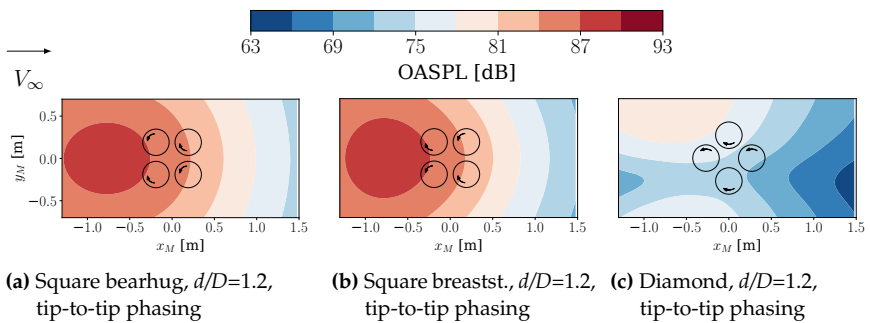 63 69 75 81 87 93
OASPL [dB]
V∞
0.5
0.0
−0.5
y_M [m]
−1.0 −0.5 0.0 0.5 1.0 1.5
x_M [m]
−1.0 −0.5 0.0 0.5 1.0 1.5
x_M [m]
−1.0 −0.5 0.0 0.5 1.0 1.5
x_M [m]
(a) Square bearhug, d/D=1.2,
tip-to-tip phasing
(b) Square breastst., d/D=1.2,
tip-to-tip phasing
(c) Diamond, d/D=1.2,
tip-to-tip phasing